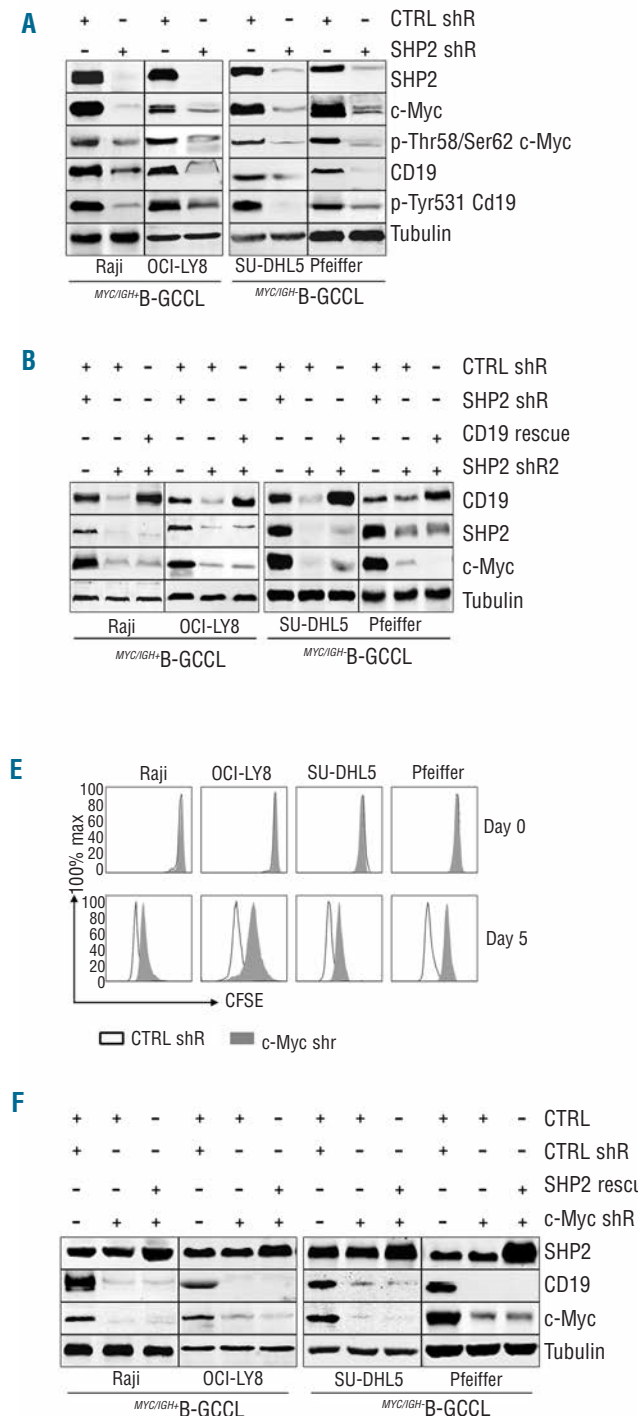 A
+ - + - + - + - CTRL shR
- + - + - + - + SHP2 shR
SHP2
c-Myc
p-Thr58/Ser62 c-Myc
CD19
p-Tyr531 Cd19
Tubulin
Raji OCI-LY8 SU-DHL5 Pfeiffer
MYC/IGH+B-GCCL MYC/IGH-B-GCCL
B
+ + - + + - + + - + + - CTRL shR
+ - - + - - + - - + - - SHP2 shR
- - + - - + - - + - - + CD19 rescue
- + + - + + - + + - + + SHP2 shR2
CD19
SHP2
c-Myc
Tubulin
Raji OCI-LY8 SU-DHL5 Pfeiffer
MYC/IGH+B-GCCL MYC/IGH-B-GCCL
E
Raji OCI-LY8 SU-DHL5 Pfeiffer
100
80
60
40
20
0
Day 0
100% max
100
80
60
40
20
0
Day 5
CFSE
CTRL shR c-Myc shr
F
+ + - + + - + + - + + - CTRL
+ - - + - - + - - + - - CTRL shR
- - + - - + - - + - - + SHP2 rescu
- + + - + + - + + - + + c-Myc shR
SHP2
CD19
c-Myc
Tubulin
Raji OCI-LY8 SU-DHL5 Pfeiffer
MYC/IGH+B-GCCL MYC/IGH-B-GCCL